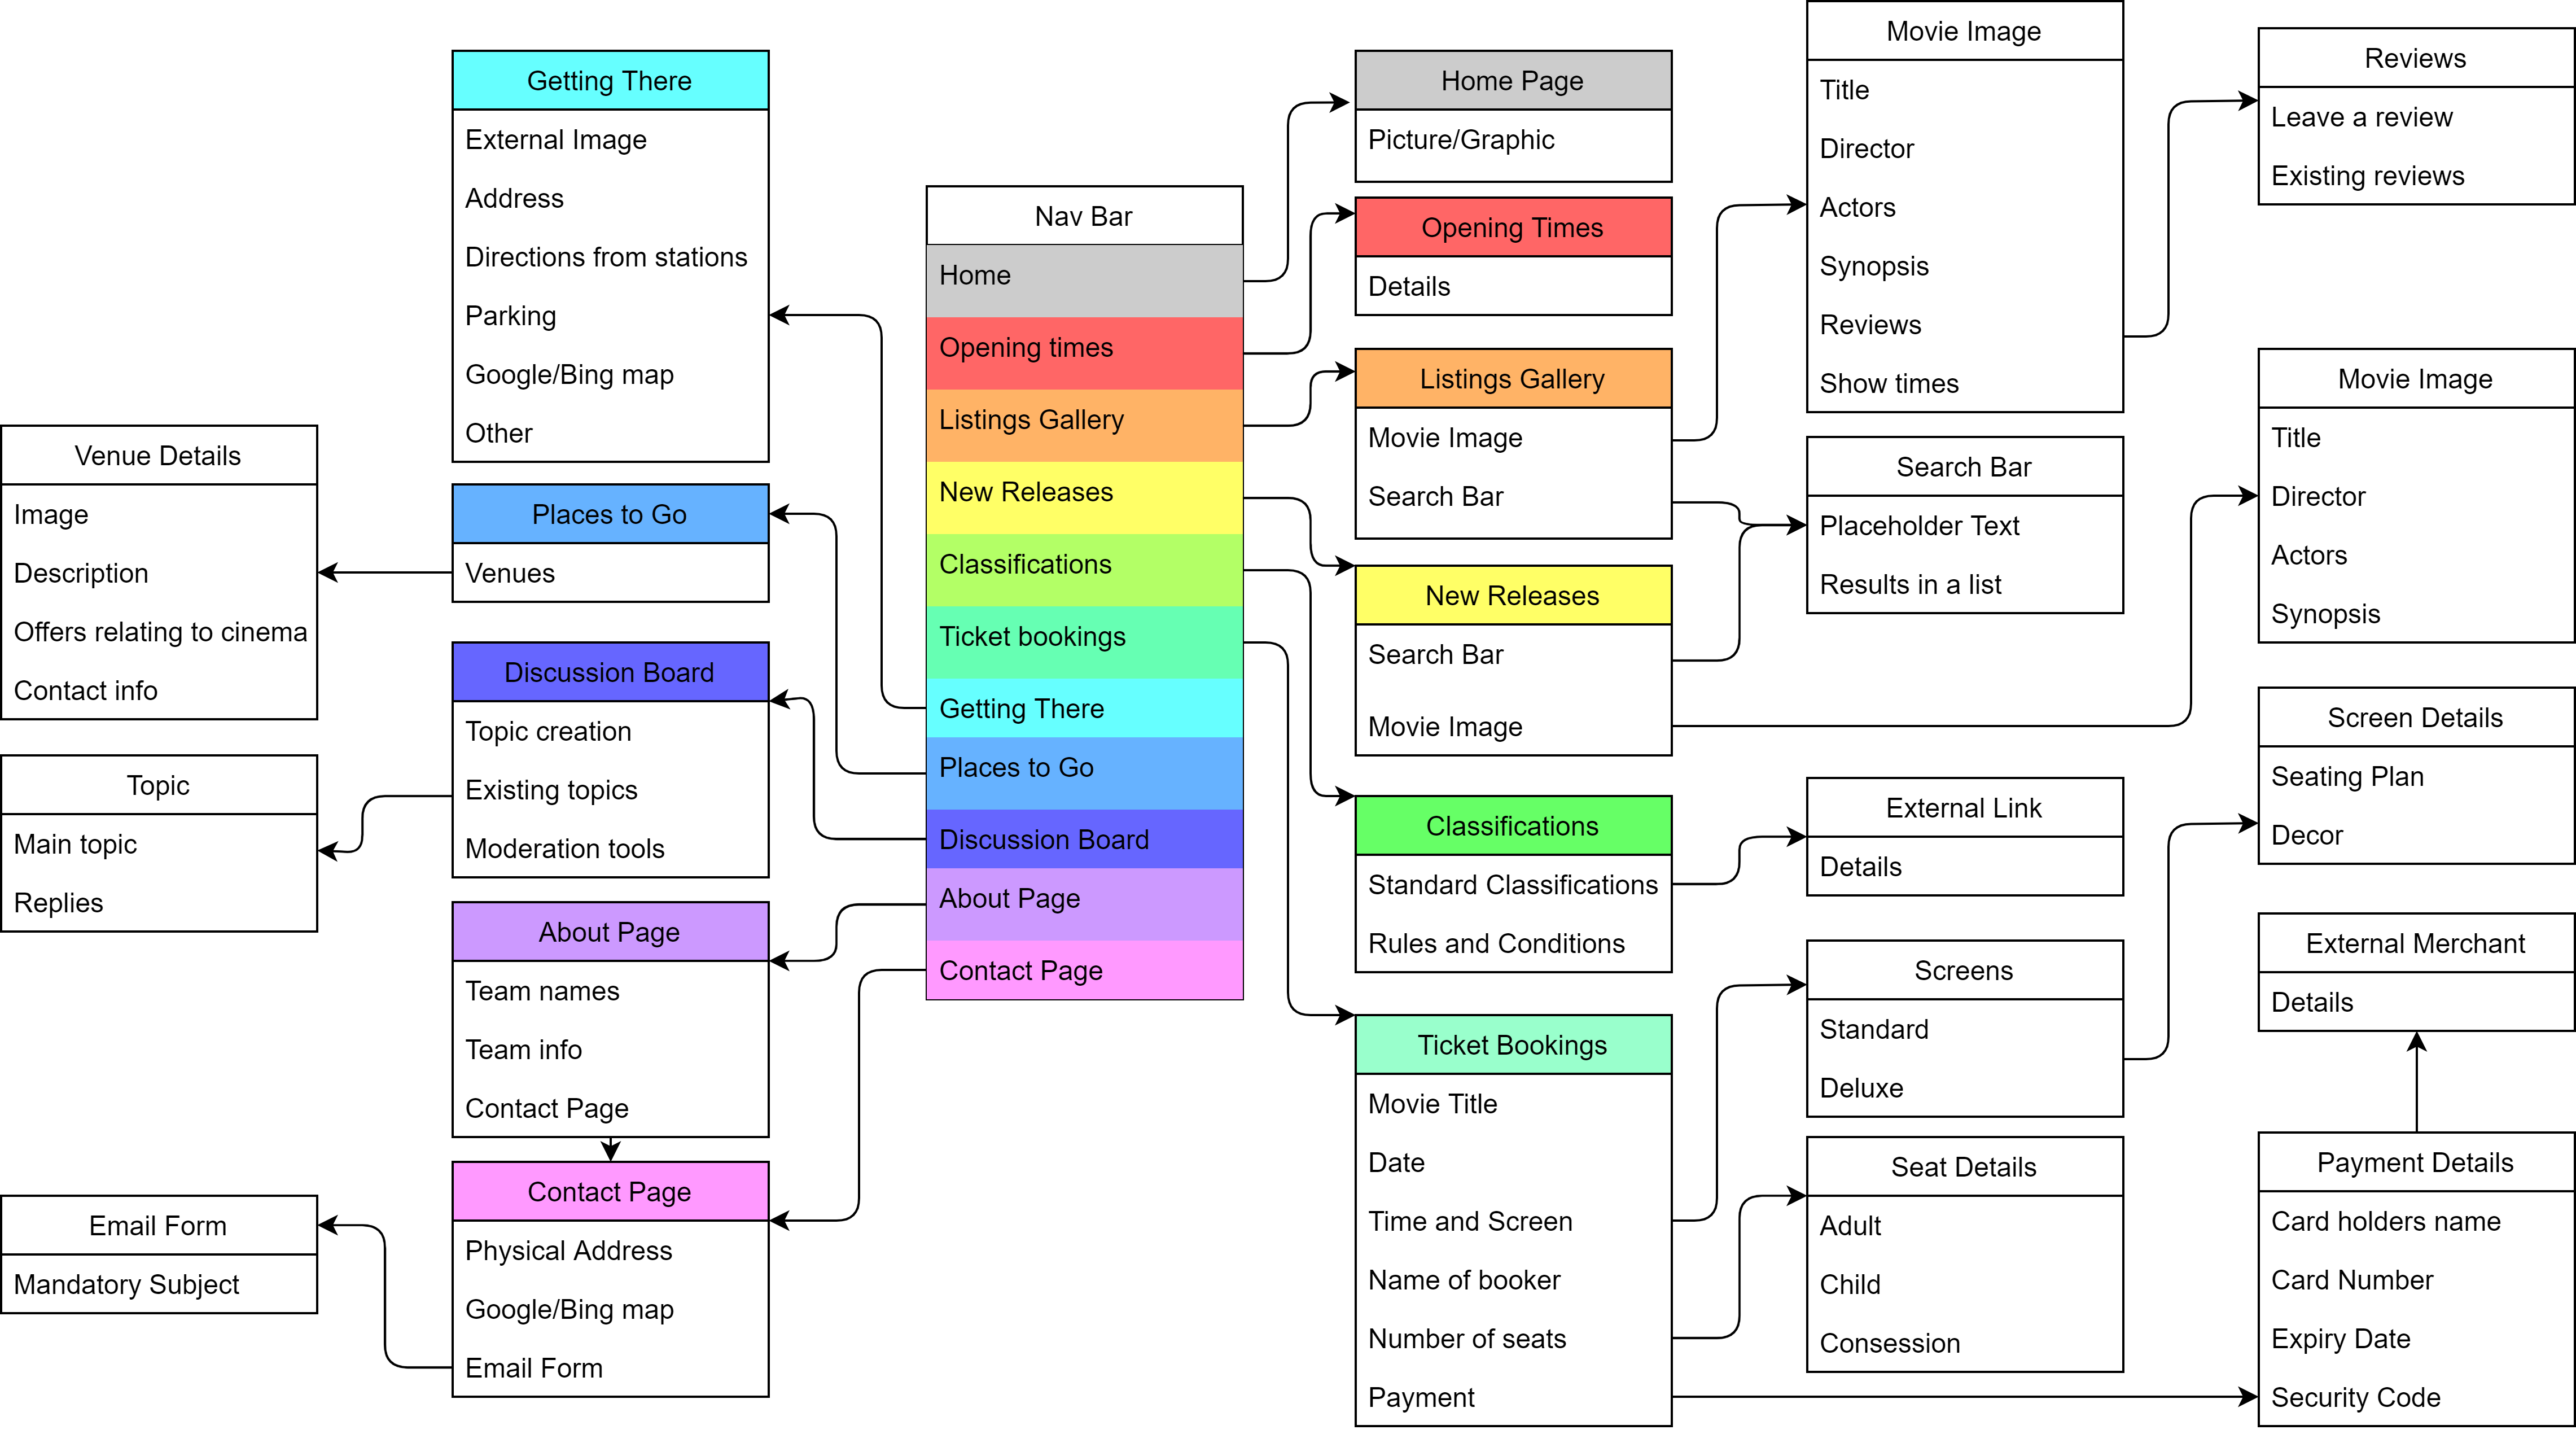 Venue Details
Image
Description
Offers relating to cinema
Contact info
Topic
Main topic
Replies
Email Form
Mandatory Subject
Getting There
External Image
Address
Directions from stations
Parking
Google/Bing map
Other
Places to Go
Venues
Discussion Board
Topic creation
Existing topics
Moderation tools
About Page
Team names
Team info
Contact Page
Contact Page
Physical Address
Google/Bing map
Email Form
Nav Bar
Home
Opening times
Listings Gallery
New Releases
Classifications
Ticket bookings
Getting There
Places to Go
Discussion Board
About Page
Contact Page
Home Page
Picture/Graphic
Opening Times
Details
Listings Gallery
Movie Image
Search Bar
New Releases
Search Bar
Movie Image
Classifications
Standard Classifications
Rules and Conditions
Ticket Bookings
Movie Title
Date
Time and Screen
Name of booker
Number of seats
Payment
Movie Image
Title
Director
Actors
Synopsis
Reviews
Show times
Search Bar
Placeholder Text
Results in a list
External Link
Details
Screens
Standard
Deluxe
Seat Details
Adult
Child
Consession
Reviews
Leave a review
Existing reviews
Movie Image
Title
Director
Actors
Synopsis
Screen Details
Seating Plan
Decor
External Merchant
Details
Payment Details
Card holders name
Card Number
Expiry Date
Security Code